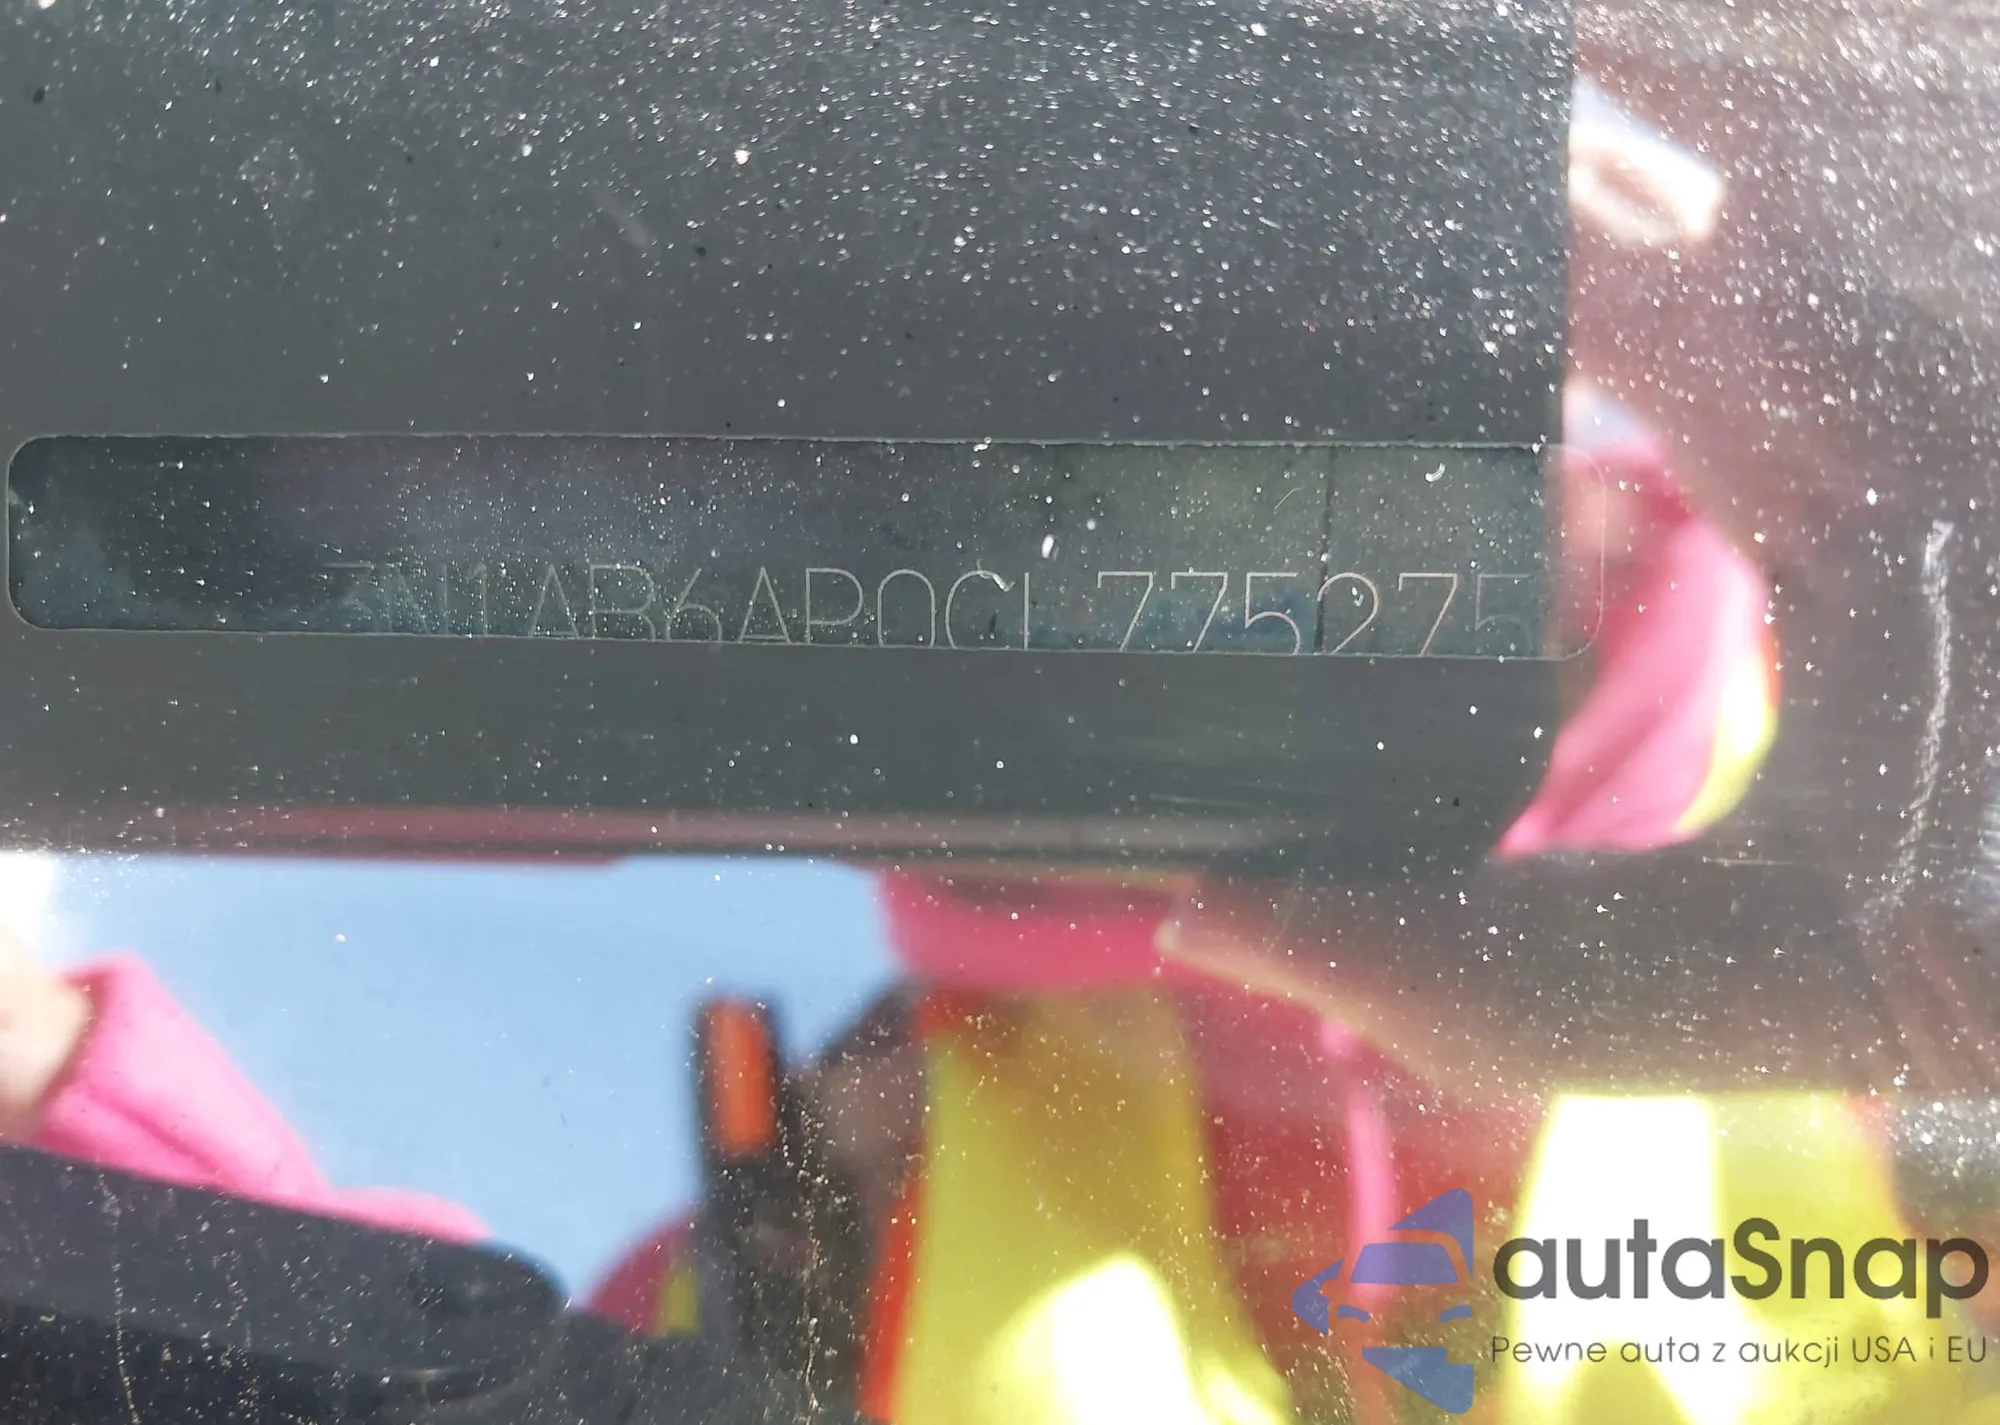 3N1AB6AP0CL775275
autaSnap
Pewne auta z aukcji USA i EU